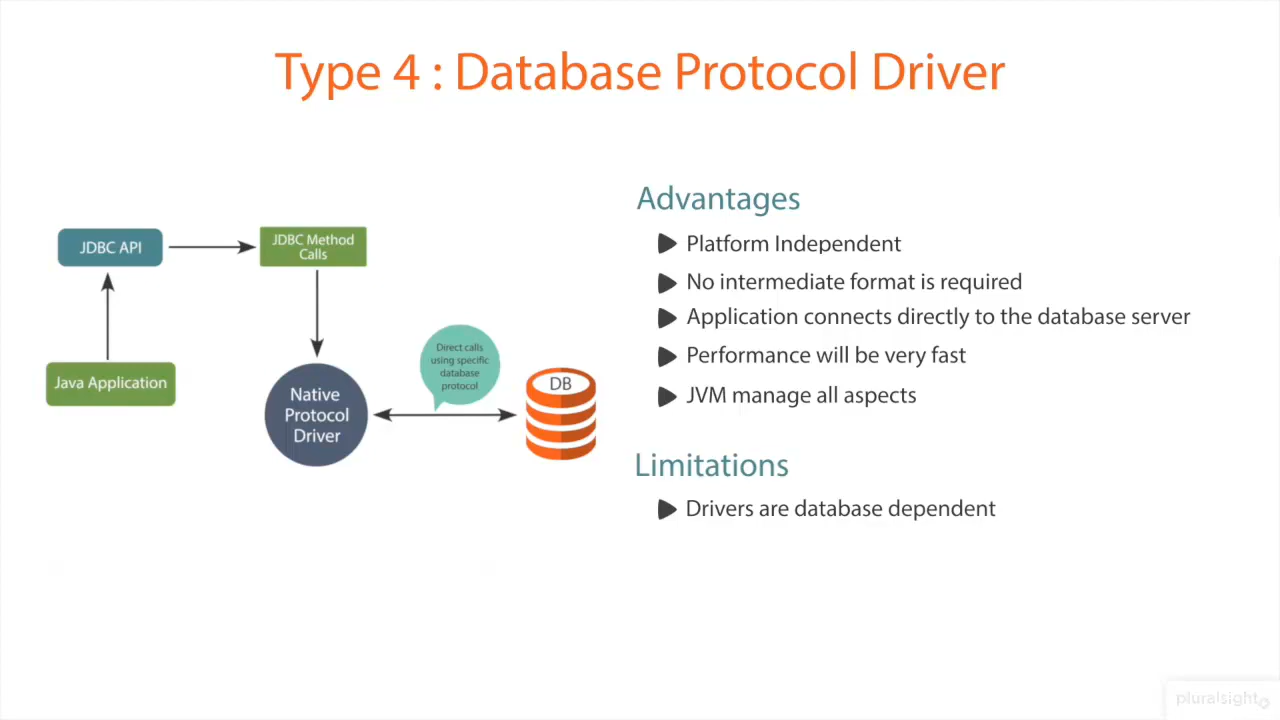 Type 4 : Database Protocol Driver
JDBC API
JDBC Method
Calls
Java Application
Native
Protocol
Driver
Direct calls
using specific
database
protocol
DB
Advantages
Platform Independent
No intermediate format is required
Application connects directly to the database server
Performance will be very fast
JVM manage all aspects
Limitations
Drivers are database dependent
pluralsight